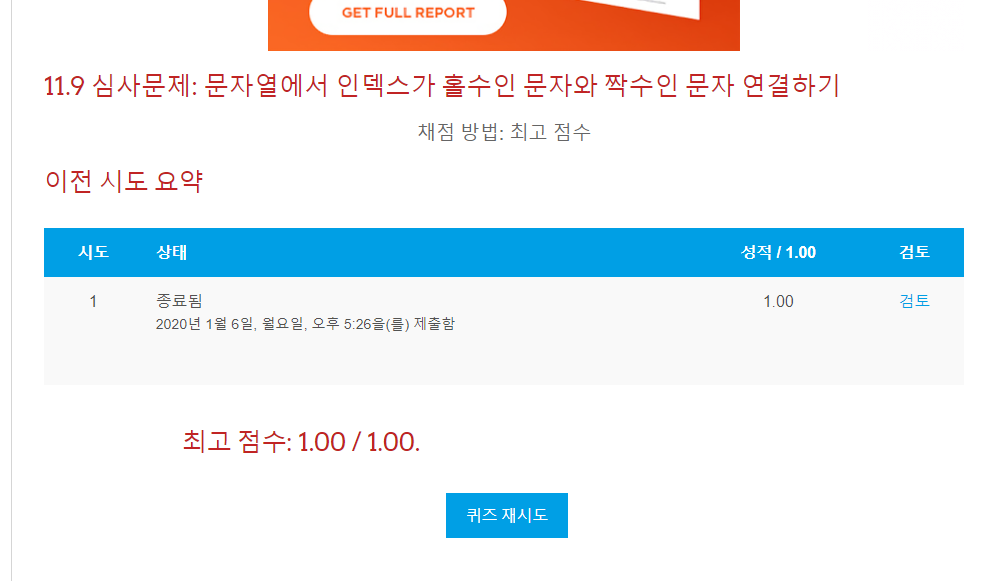 GET FULL REPORT
11.9 심사문제: 문자열에서 인덱스가 홀수인 문자와 짝수인 문자 연결하기
채점 방법: 최고 점수
이전 시도 요약
시도 상태 성적 / 1.00 검토
1 종료됨 1.00 검토
2020년 1월 6일, 월요일, 오후 5:26을(를) 제출함
최고 점수: 1.00 / 1.00.
퀴즈 재시도